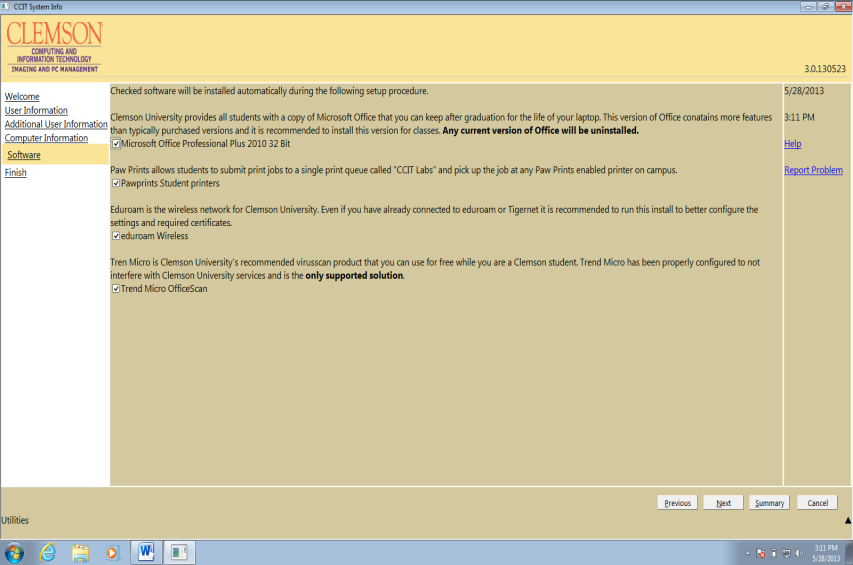 CCIT System Info
CLEMSON
COMPUTING AND
INFORMATION TECHNOLOGY
IMAGING AND PC MANAGEMENT
3.0.130523
Welcome
User Information
Additional User Information
Computer Information
Software
Finish
Checked software will be installed automatically during the following setup procedure.
Clemson University provides all students with a copy of Microsoft Office that you can keep after graduation for the life of your laptop. This version of Office conatains more features
than typically purchased versions and it is recommended to install this version for classes. Any current version of Office will be uninstalled.
Microsoft Office Professional Plus 2010 32 Bit
Paw Prints allows students to submit print jobs to a single print queue called "CCIT Labs" and pick up the job at any Paw Prints enabled printer on campus.
Pawprints Student printers
Eduroam is the wireless network for Clemson University. Even if you have already connected to eduroam or Tigernet it is recommended to run this install to better configure the
settings and required certificates.
eduroam Wireless
Tren Micro is Clemson University's recommended virusscan product that you can use for free while you are a Clemson student. Trend Micro has been properly configured to not
interfere with Clemson University services and is the only supported solution.
Trend Micro OfficeScan
5/28/2013
3:11 PM
Help
Report Problem
Previous
Next
Summary
Cancel
Utilities
W
3:11 PM
5/28/2013